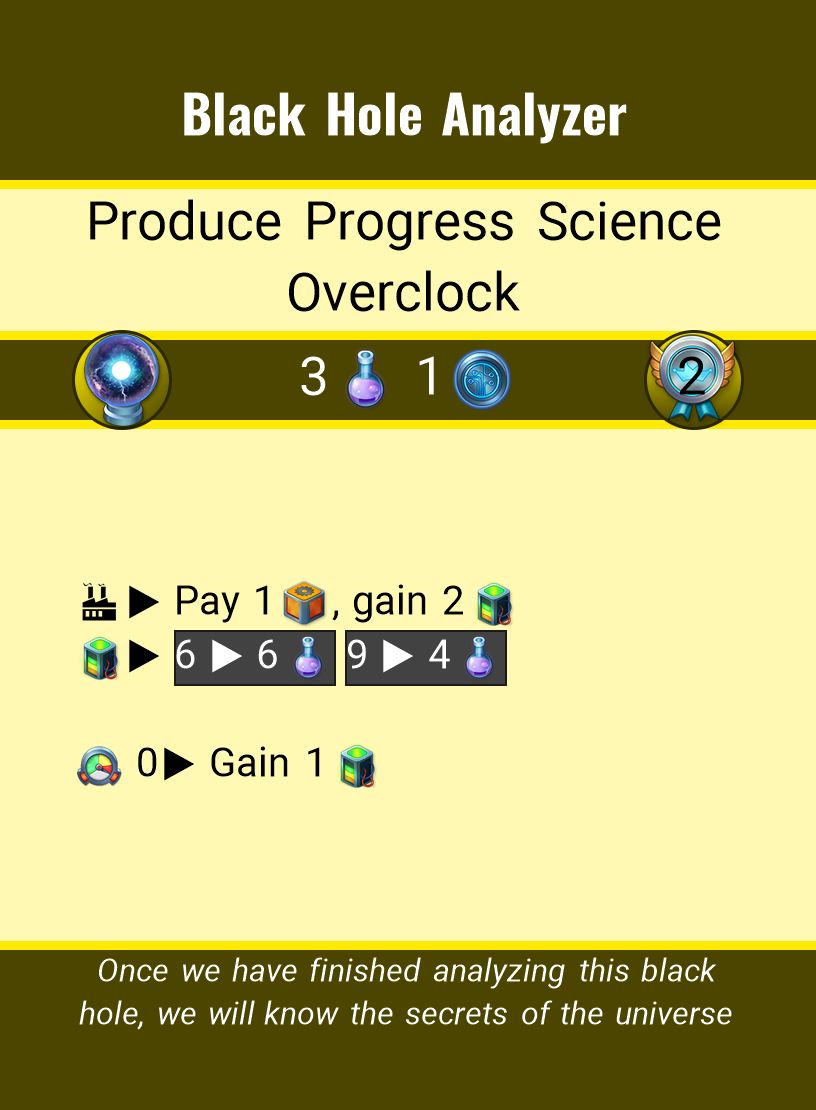 Black Hole Analyzer
Produce Progress Science
Overclock
3 1 2
▶ Pay 1 , gain 2
▶ 6 ▶ 6 9 ▶ 4
0▶ Gain 1
Once we have finished analyzing this black
hole, we will know the secrets of the universe